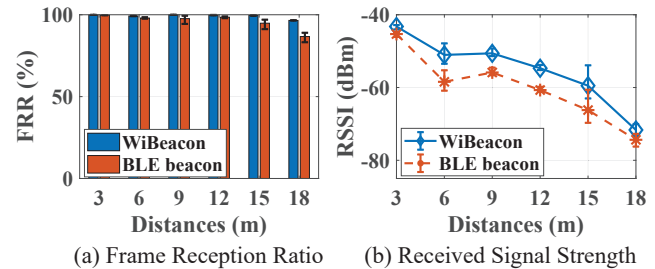 100
100
0
FRR (%)
WiBeacon
BLE beacon
3 6 9 12 15 18
Distances (m)
(a) Frame Reception Ratio
-40
-60
-80
RSSI (dBm)
WiBeacon
BLE beacon
3 6 9 12 15 18
Distances (m)
(b) Received Signal Strength